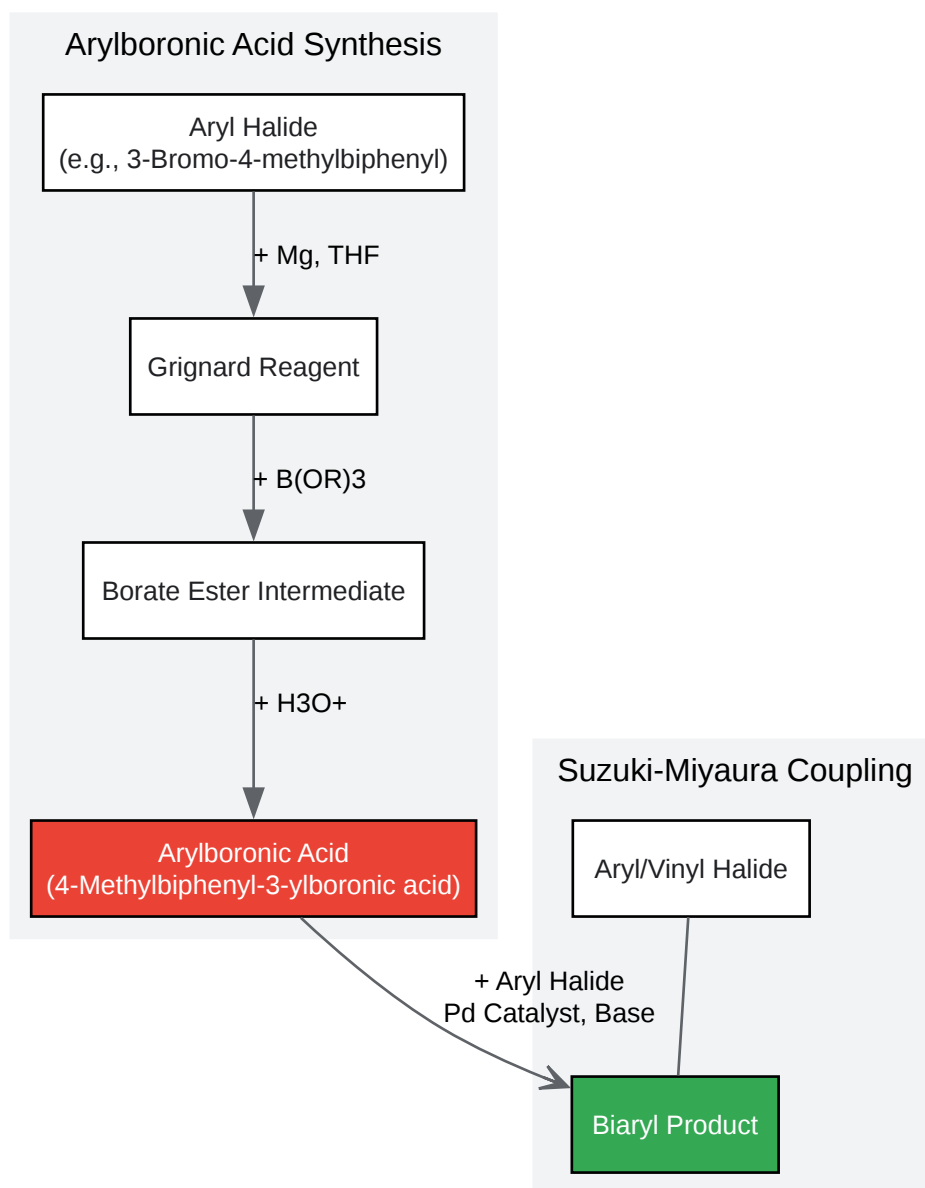 Arylboronic Acid Synthesis
Aryl Halide
(e.g., 3-Bromo-4-methylbiphenyl)
+ Mg, THF
Grignard Reagent
+ B(OR)3
Borate Ester Intermediate
+ H3O+
Arylboronic Acid
(4-Methylbiphenyl-3-ylboronic acid)
Suzuki-Miyaura Coupling
Aryl/Vinyl Halide
+ Aryl Halide
Pd Catalyst, Base
Biaryl Product